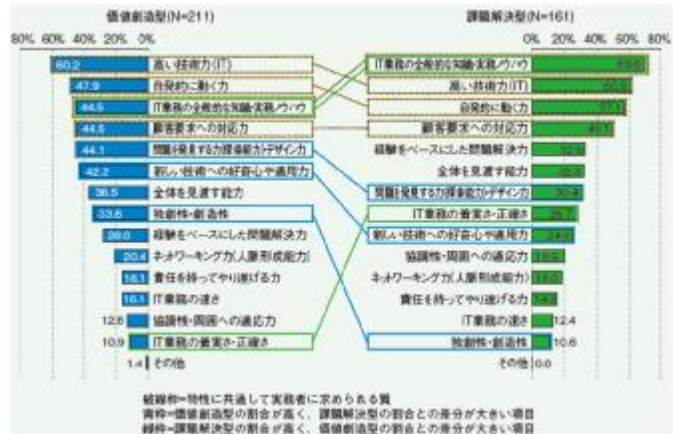 価値創造型(N=211)
課題解決型(N=161)
80% 60% 40% 20% 0%
0% 20% 40% 60% 80%
60.2 高い技術力(IT)
47.9 自発的に動く力
44.5 IT業務の全般的な知識・実務ノウハウ
44.5 顧客要求への対応力
44.1 問題を発見する力(探索能力)・デザイン力
42.2 新しい技術への好奇心や適用力
36.5 全体を見渡す能力
33.6 独創性・創造性
28.0 経験をベースにした問題解決力
20.4 ネットワーキング力(人脈形成能力)
16.1 責任を持ってやり遂げる力
16.1 IT業務の速さ
12.8 協調性・周囲への適応力
10.9 IT業務の着実さ・正確さ
1.4 その他
IT業務の全般的な知識・実務ノウハウ
高い技術力(IT)
自発的に動く力
顧客要求への対応力
経験をベースにした問題解決力
全体を見渡す能力
問題を発見する力(探索能力)・デザイン力 30.4
IT業務の着実さ・正確さ
新しい技術への好奇心や適用力
協調性・周囲への適応力
ネットワーキング力(人脈形成能力)
責任を持ってやり遂げる力
IT業務の速さ 12.4
独創性・創造性 10.6
その他 0.0
破線枠=特性に共通して実務者に求められる質
青枠=価値創造型の割合が高く、課題解決型の割合との差分が大きい項目
緑枠=課題解決型の割合が高く、価値創造型の割合との差分が大きい項目